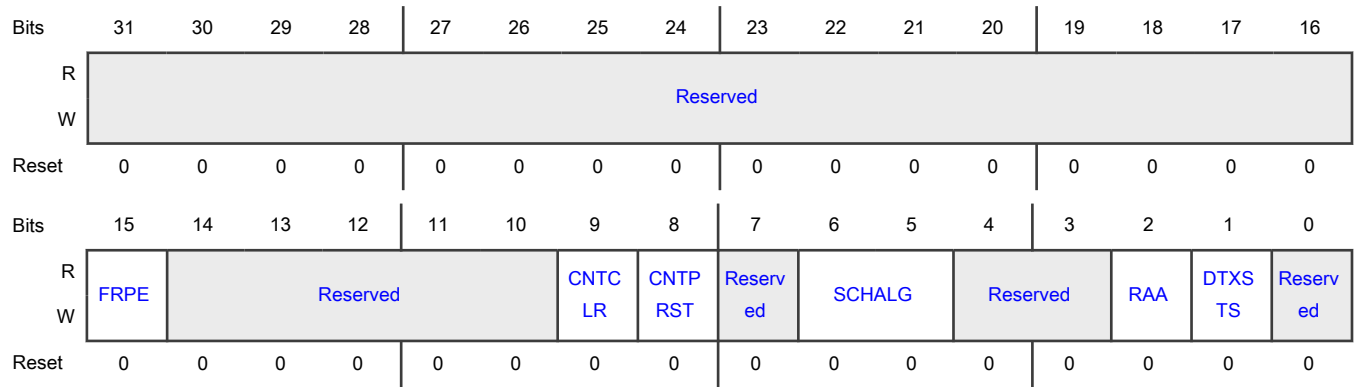 Bits 31 30 29 28 27 26 25 24 23 22 21 20 19 18 17 16
R
Reserved
W
Reset 0 0 0 0 0 0 0 0 0 0 0 0 0 0 0 0
Bits 15 14 13 12 11 10 9 8 7 6 5 4 3 2 1 0
R CNTC CNTP Reserv DTXS Reserv
FRPE Reserved SCHALG Reserved RAA
W LR RST ed TS ed
Reset 0 0 0 0 0 0 0 0 0 0 0 0 0 0 0 0